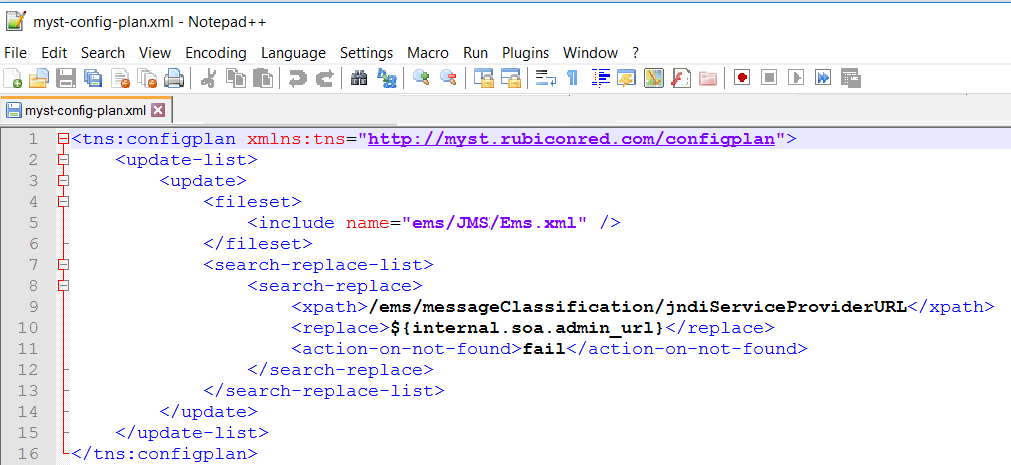 myst-config-plan.xml - Notepad++
File Edit Search View Encoding Language Settings Macro Run Plugins Window ?
myst-config-plan.xml
1 <tns:configplan xmlns:tns="http://myst.rubiconred.com/configplan">
2     <update-list>
3         <update>
4             <fileset>
5                 <include name="ems/JMS/Ems.xml" />
6             </fileset>
7             <search-replace-list>
8                 <search-replace>
9                     <xpath>/ems/messageClassification/jndiServiceProviderURL</xpath>
10                     <replace>${internal.soa.admin_url}</replace>
11                     <action-on-not-found>fail</action-on-not-found>
12                 </search-replace>
13             </search-replace-list>
14         </update>
15     </update-list>
16 </tns:configplan>